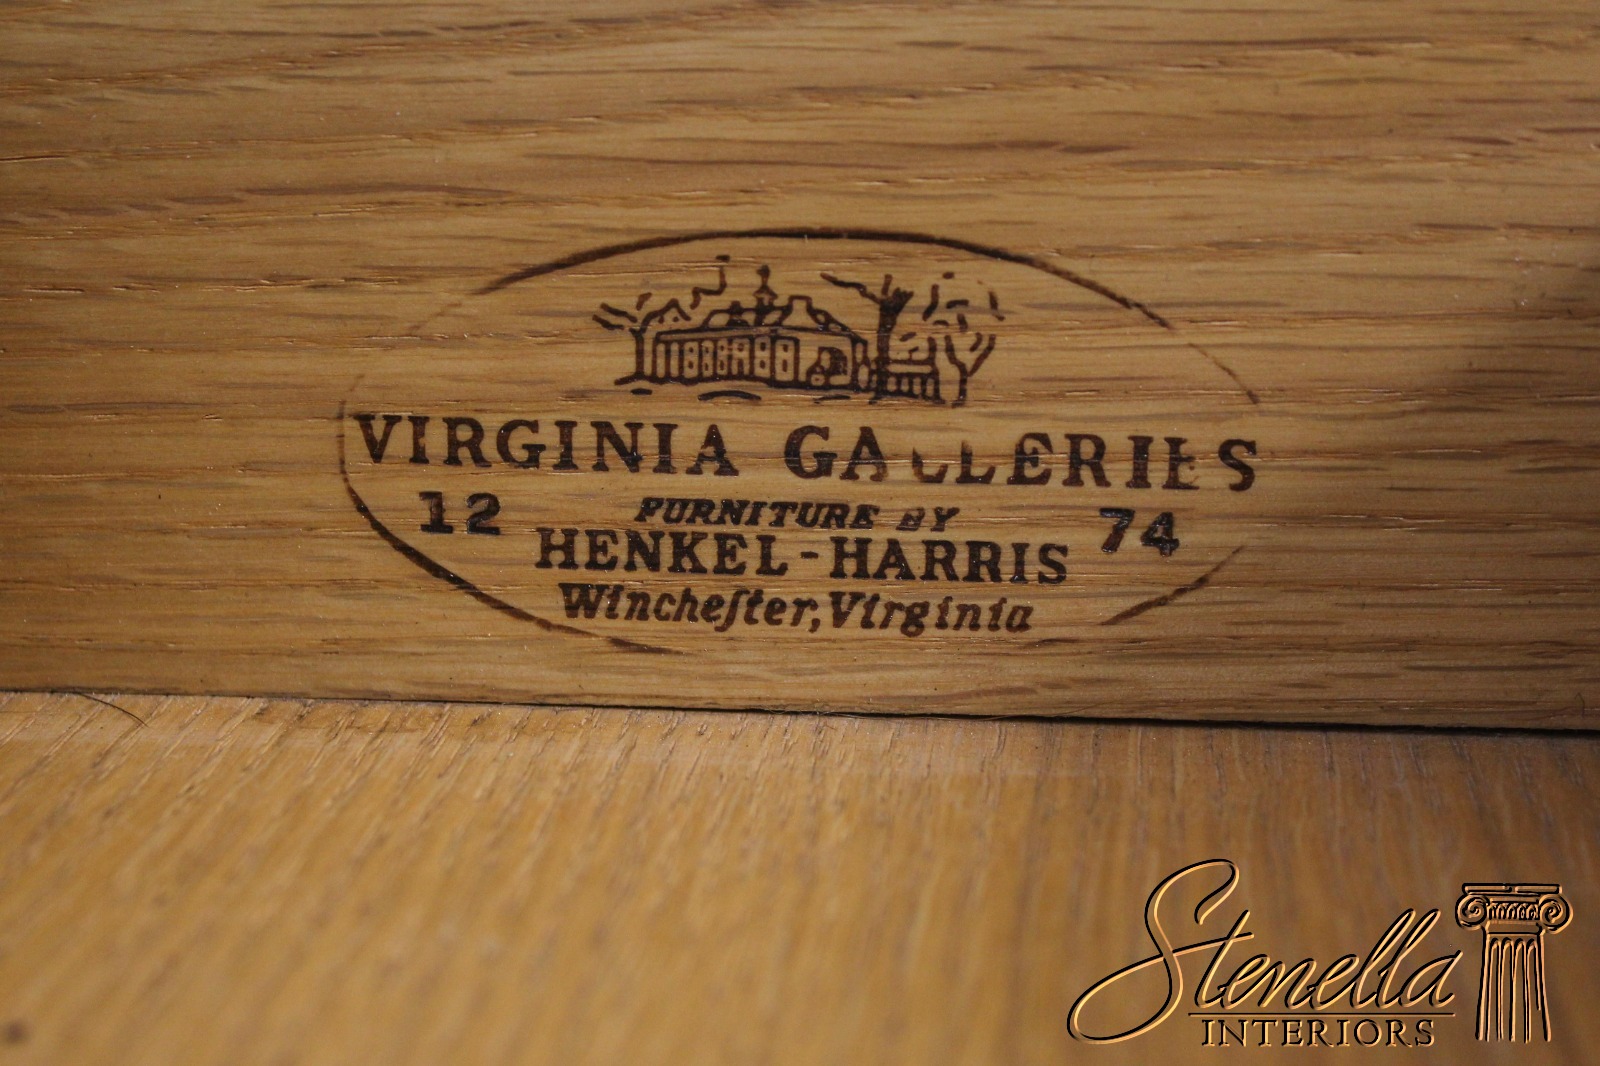 VIRGINIA GALLERIES
12 FURNITURE BY 74
HENKEL-HARRIS
Wincheſter, Virginia
Stenella
INTERIORS